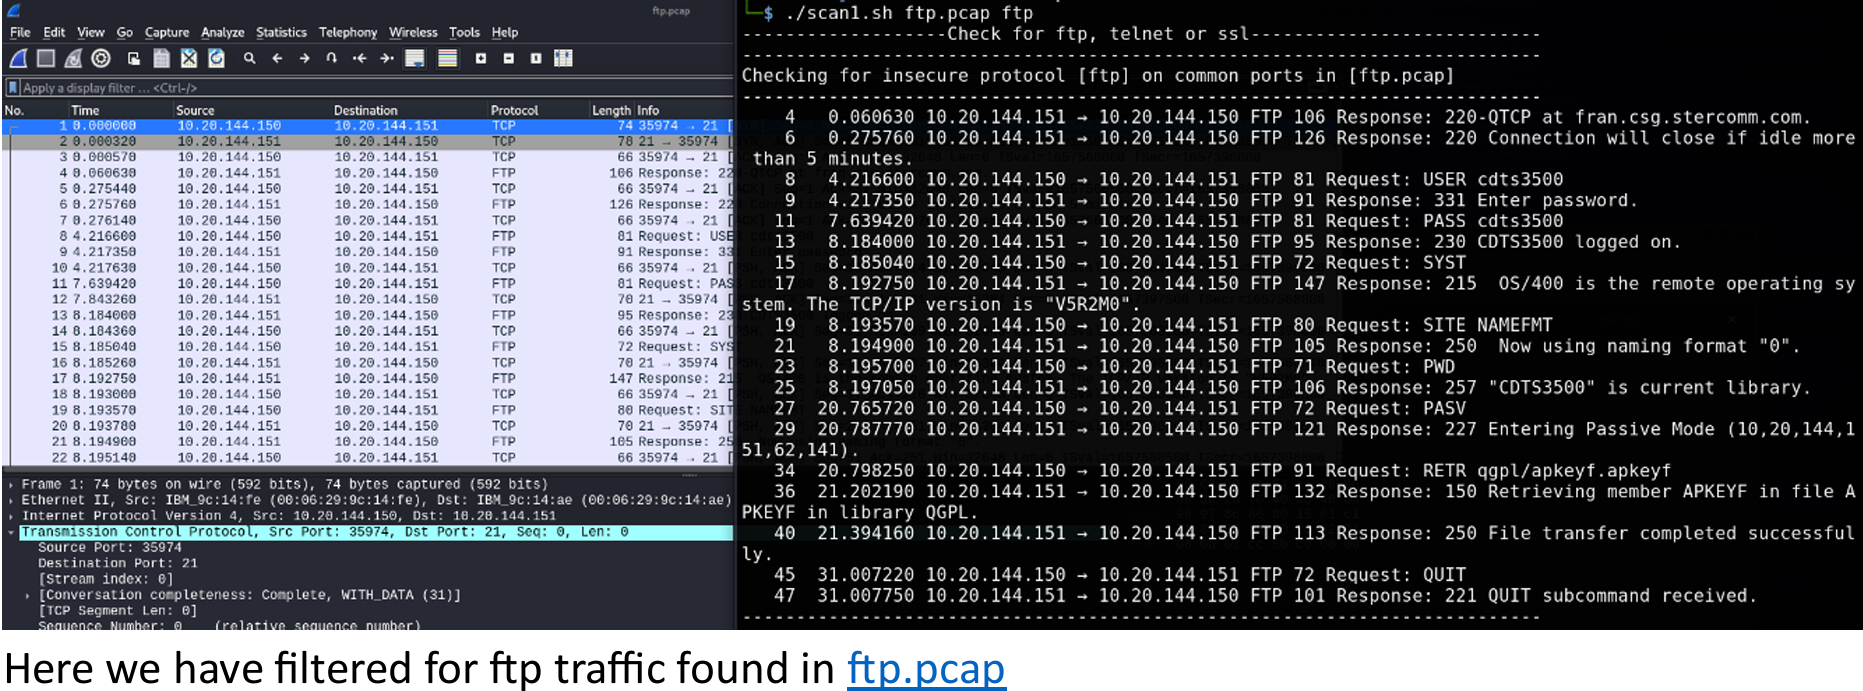 ftp.pcap
File Edit View Go Capture Analyze Statistics Telephony Wireless Tools Help
Apply a display filter ... <Ctrl-/>
No. Time Source Destination Protocol Length Info
1 0.000000 10.20.144.150 10.20.144.151 TCP 74 35974 → 21 [
2 0.000320 10.20.144.151 10.20.144.150 TCP 78 21 → 35974 [
3 0.000570 10.20.144.150 10.20.144.151 TCP 66 35974 → 21 [
4 0.060630 10.20.144.151 10.20.144.150 FTP 106 Response: 22
5 0.275440 10.20.144.150 10.20.144.151 TCP 66 35974 → 21 [
6 0.275760 10.20.144.151 10.20.144.150 FTP 126 Response: 22
7 0.276140 10.20.144.150 10.20.144.151 TCP 66 35974 → 21 [
8 4.216600 10.20.144.150 10.20.144.151 FTP 81 Request: USE
9 4.217350 10.20.144.151 10.20.144.150 FTP 91 Response: 33
10 4.217630 10.20.144.150 10.20.144.151 TCP 66 35974 → 21 [
11 7.639420 10.20.144.150 10.20.144.151 FTP 81 Request: PAS
12 7.843260 10.20.144.151 10.20.144.150 TCP 70 21 → 35974 [
13 8.184000 10.20.144.151 10.20.144.150 FTP 95 Response: 23
14 8.184360 10.20.144.150 10.20.144.151 TCP 66 35974 → 21 [
15 8.185040 10.20.144.150 10.20.144.151 FTP 72 Request: SYS
16 8.185260 10.20.144.151 10.20.144.150 TCP 70 21 → 35974 [
17 8.192750 10.20.144.151 10.20.144.150 FTP 147 Response: 21
18 8.193000 10.20.144.150 10.20.144.151 TCP 66 35974 → 21 [
19 8.193570 10.20.144.150 10.20.144.151 FTP 80 Request: SIT
20 8.193780 10.20.144.151 10.20.144.150 TCP 70 21 → 35974 [
21 8.194900 10.20.144.151 10.20.144.150 FTP 105 Response: 25
22 8.195140 10.20.144.150 10.20.144.151 TCP 66 35974 → 21 [
Frame 1: 74 bytes on wire (592 bits), 74 bytes captured (592 bits)
Ethernet II, Src: IBM_9c:14:fe (00:06:29:9c:14:fe), Dst: IBM_9c:14:ae (00:06:29:9c:14:ae)
Internet Protocol Version 4, Src: 10.20.144.150, Dst: 10.20.144.151
Transmission Control Protocol, Src Port: 35974, Dst Port: 21, Seq: 0, Len: 0
Source Port: 35974
Destination Port: 21
[Stream index: 0]
[Conversation completeness: Complete, WITH_DATA (31)]
[TCP Segment Len: 0]
Sequence Number: 0 (relative sequence number)
$ ./scan1.sh ftp.pcap ftp
-------------------Check for ftp, telnet or ssl---------------------------
Checking for insecure protocol [ftp] on common ports in [ftp.pcap]
4 0.060630 10.20.144.151 → 10.20.144.150 FTP 106 Response: 220-QTCP at fran.csg.stercomm.com.
6 0.275760 10.20.144.151 → 10.20.144.150 FTP 126 Response: 220 Connection will close if idle more
than 5 minutes.
8 4.216600 10.20.144.150 → 10.20.144.151 FTP 81 Request: USER cdts3500
9 4.217350 10.20.144.151 → 10.20.144.150 FTP 91 Response: 331 Enter password.
11 7.639420 10.20.144.150 → 10.20.144.151 FTP 81 Request: PASS cdts3500
13 8.184000 10.20.144.151 → 10.20.144.150 FTP 95 Response: 230 CDTS3500 logged on.
15 8.185040 10.20.144.150 → 10.20.144.151 FTP 72 Request: SYST
17 8.192750 10.20.144.151 → 10.20.144.150 FTP 147 Response: 215 OS/400 is the remote operating sy
stem. The TCP/IP version is "V5R2M0".
19 8.193570 10.20.144.150 → 10.20.144.151 FTP 80 Request: SITE NAMEFMT
21 8.194900 10.20.144.151 → 10.20.144.150 FTP 105 Response: 250 Now using naming format "0".
23 8.195700 10.20.144.150 → 10.20.144.151 FTP 71 Request: PWD
25 8.197050 10.20.144.151 → 10.20.144.150 FTP 106 Response: 257 "CDTS3500" is current library.
27 20.765720 10.20.144.150 → 10.20.144.151 FTP 72 Request: PASV
29 20.787770 10.20.144.151 → 10.20.144.150 FTP 121 Response: 227 Entering Passive Mode (10,20,144,1
51,62,141).
34 20.798250 10.20.144.150 → 10.20.144.151 FTP 91 Request: RETR qgpl/apkeyf.apkeyf
36 21.202190 10.20.144.151 → 10.20.144.150 FTP 132 Response: 150 Retrieving member APKEYF in file A
PKEYF in library QGPL.
40 21.394160 10.20.144.151 → 10.20.144.150 FTP 113 Response: 250 File transfer completed successful
ly.
45 31.007220 10.20.144.150 → 10.20.144.151 FTP 72 Request: QUIT
47 31.007750 10.20.144.151 → 10.20.144.150 FTP 101 Response: 221 QUIT subcommand received.
Here we have filtered for ftp traffic found in ftp.pcap